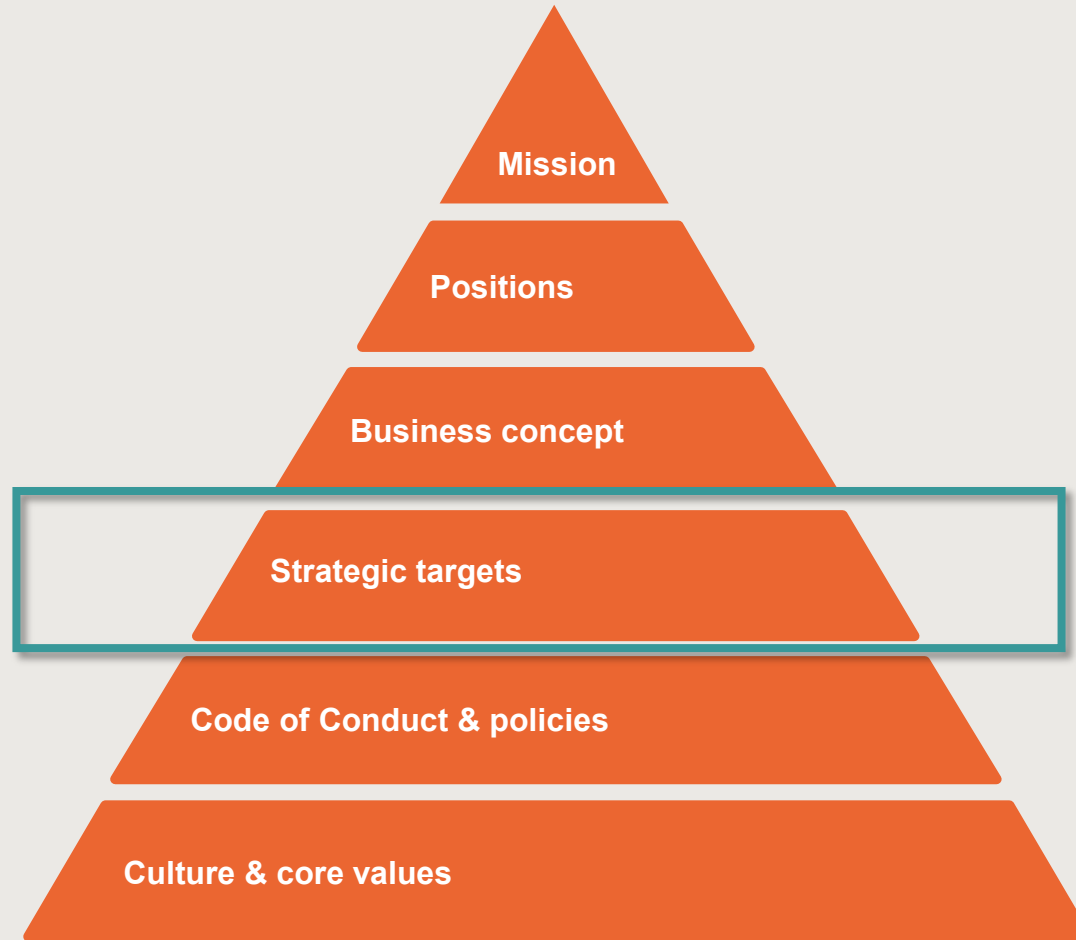 Mission
Positions
Business concept
Strategic targets
Code of Conduct & policies
Culture & core values